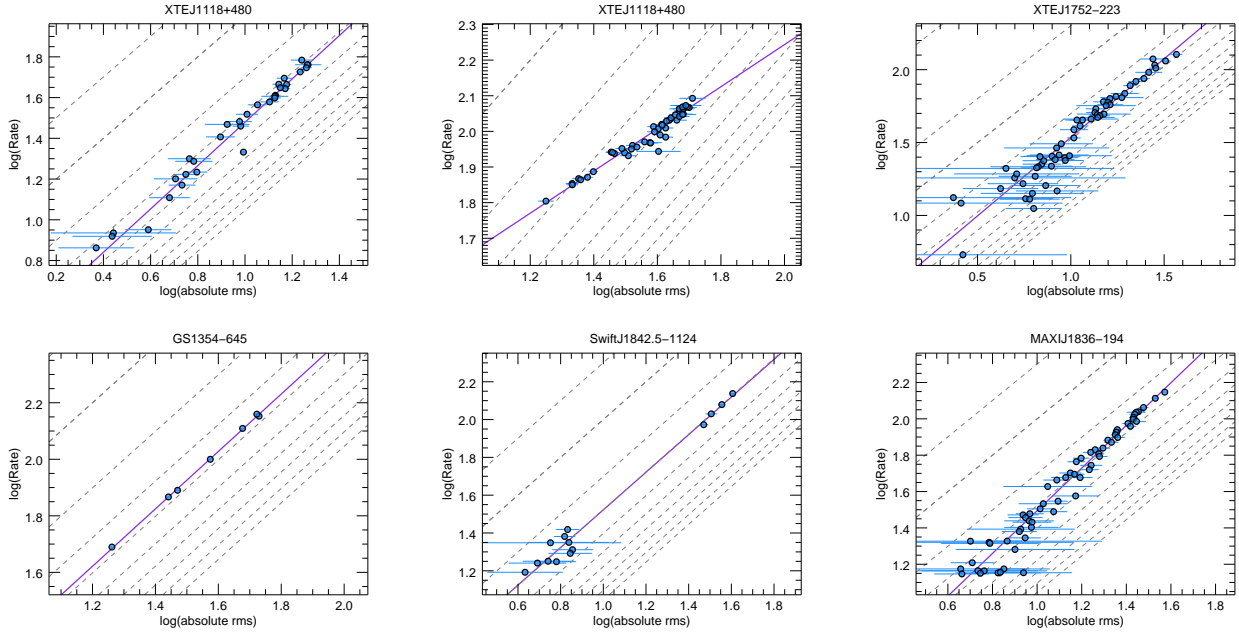 XTEJ1118+480
XTEJ1118+480
XTEJ1752−223
log(Rate)
1.8
1.6
1.4
1.2
1.0
0.8
0.2 0.4 0.6 0.8 1.0 1.2 1.4
log(absolute rms)
log(Rate)
2.3
2.2
2.1
2.0
1.9
1.8
1.7
1.2 1.4 1.6 1.8 2.0
log(absolute rms)
log(Rate)
2.0
1.5
1.0
0.5 1.0 1.5
log(absolute rms)
GS1354−645
SwiftJ1842.5−1124
MAXIJ1836−194
log(Rate)
2.2
2.0
1.8
1.6
1.2 1.4 1.6 1.8 2.0
log(absolute rms)
log(Rate)
2.2
2.0
1.8
1.6
1.4
1.2
0.6 0.8 1.0 1.2 1.4 1.6 1.8
log(absolute rms)
log(Rate)
2.2
2.0
1.8
1.6
1.4
1.2
0.6 0.8 1.0 1.2 1.4 1.6 1.8
log(absolute rms)